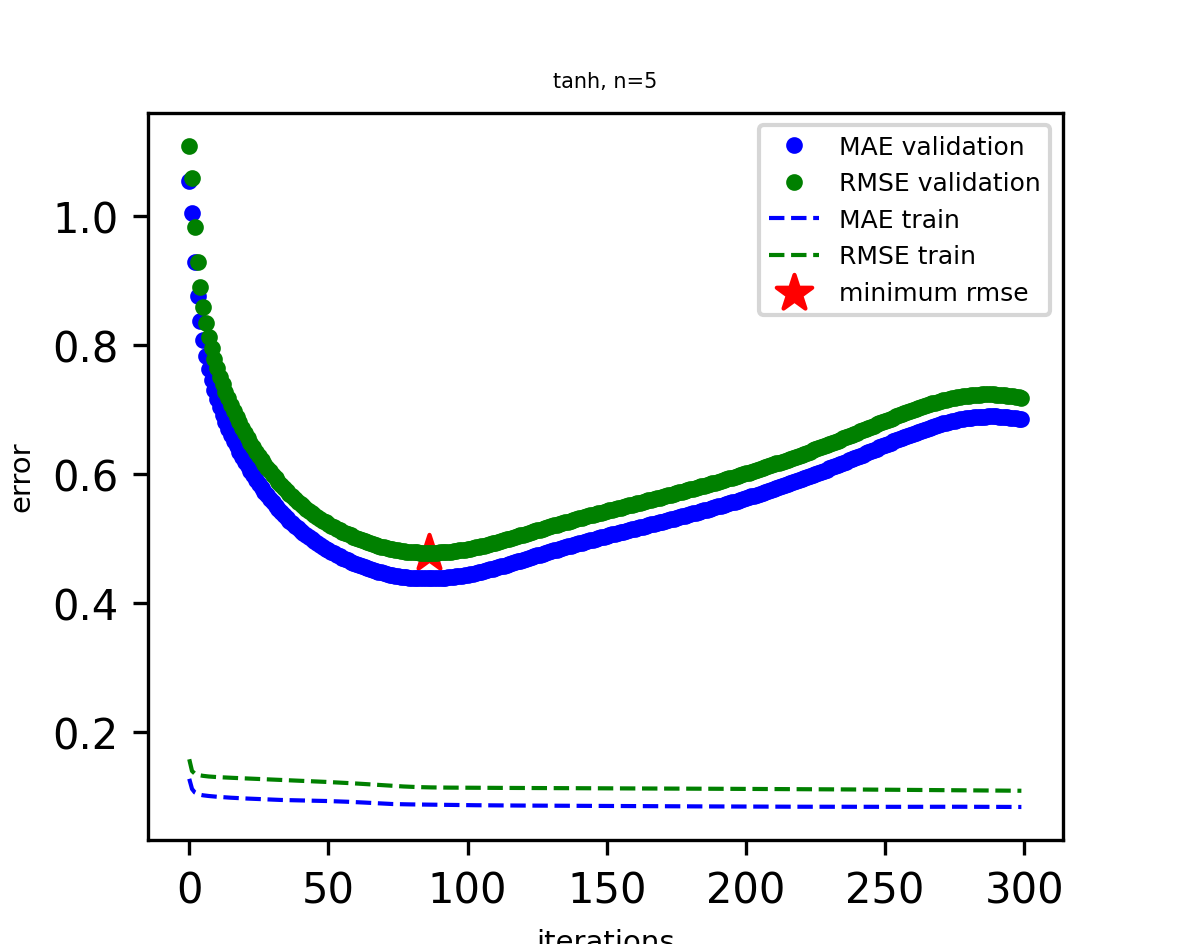 tanh, n=5
MAE validation
RMSE validation
MAE train
RMSE train
minimum rmse
error
1.0
0.8
0.6
0.4
0.2
0 50 100 150 200 250 300
iterations